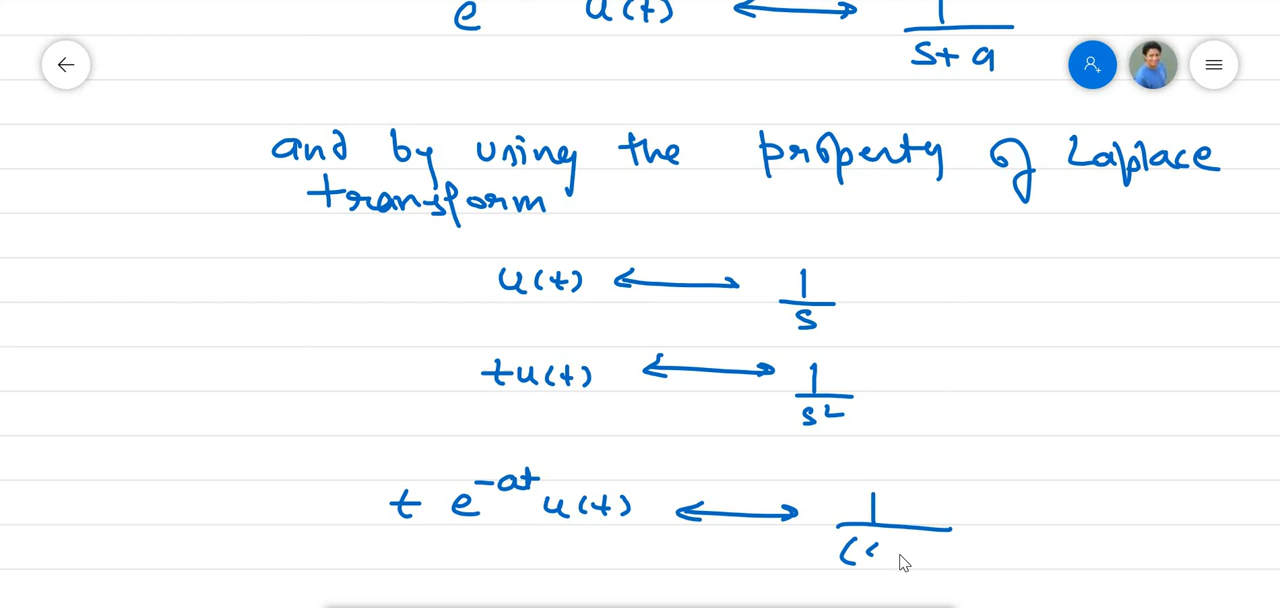 e u(t) ⟷ 1/(s+a)
and by using the property of Laplace
transform
u(t) ⟷ 1/s
tu(t) ⟷ 1/s²
t e^(-at) u(t) ⟷ 1/(